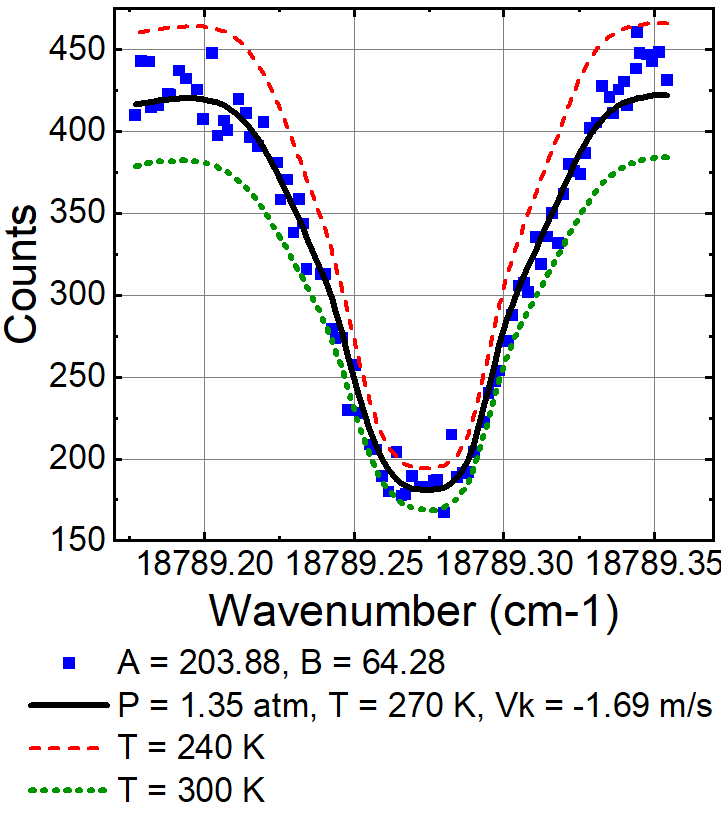 450
400
350
300
250
200
150
Counts
18789.20 18789.25 18789.30 18789.35
Wavenumber (cm-1)
A = 203.88, B = 64.28
P = 1.35 atm, T = 270 K, Vk = -1.69 m/s
T = 240 K
T = 300 K